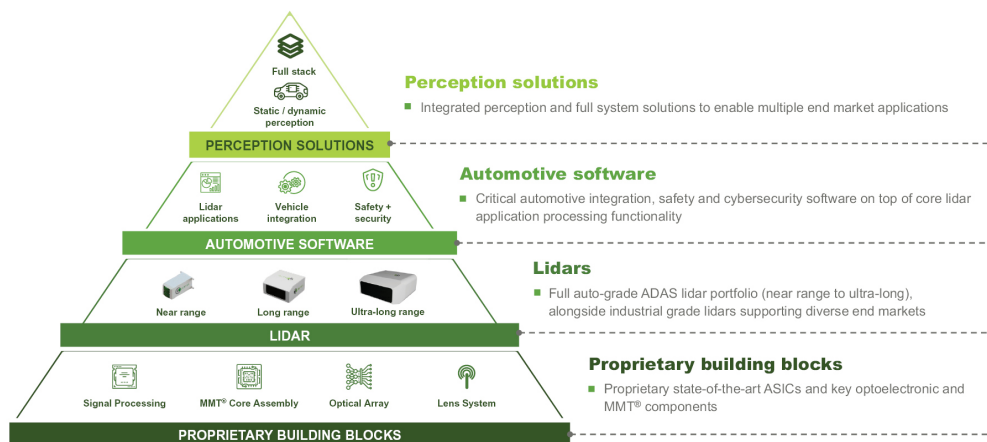 Full stack
Static / dynamic
perception
PERCEPTION SOLUTIONS
Perception solutions
Integrated perception and full system solutions to enable multiple end market applications
Lidar
applications
Vehicle
integration
Safety +
security
AUTOMOTIVE SOFTWARE
Automotive software
Critical automotive integration, safety and cybersecurity software on top of core lidar
application processing functionality
Near range
Long range
Ultra-long range
LIDAR
Lidars
Full auto-grade ADAS lidar portfolio (near range to ultra-long),
alongside industrial grade lidars supporting diverse end markets
Signal Processing
MMT® Core Assembly
Optical Array
Lens System
PROPRIETARY BUILDING BLOCKS
Proprietary building blocks
Proprietary state-of-the-art ASICs and key optoelectronic and
MMT® components